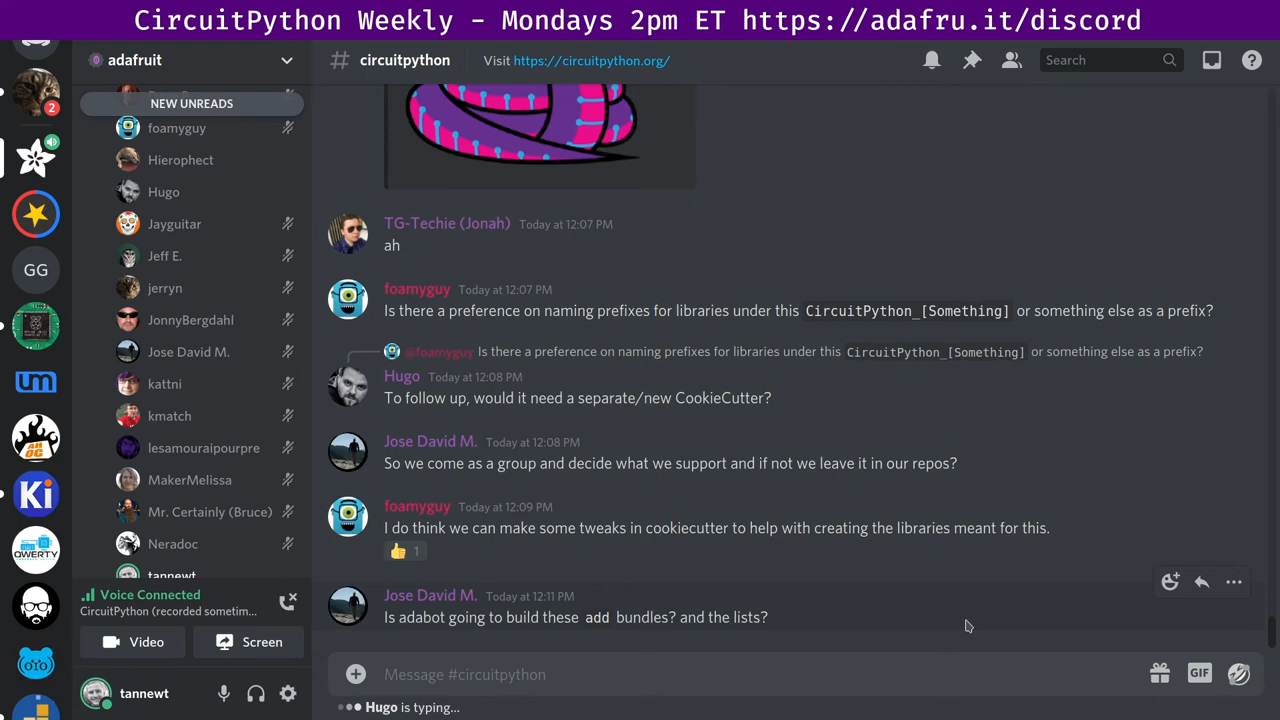 CircuitPython Weekly - Mondays 2pm ET https://adafru.it/discord
adafruit
# circuitpython
Visit https://circuitpython.org/
Search
2
NEW UNREADS
foamyguy
Hierophect
Hugo
Jayguitar
Jeff E.
jerryn
JonnyBergdahl
Jose David M.
kattni
kmatch
lesamouraipourpre
MakerMelissa
Mr. Certainly (Bruce)
Neradoc
tannewt
GG
um
AHOC
Ki
QWERTY
Voice Connected
CircuitPython (recorded sometim...
Video
Screen
tannewt
TG-Techie (Jonah) Today at 12:07 PM
ah
foamyguy Today at 12:07 PM
Is there a preference on naming prefixes for libraries under this CircuitPython_[Something] or something else as a prefix?
@foamyguy Is there a preference on naming prefixes for libraries under this CircuitPython_[Something] or something else as a prefix?
Hugo Today at 12:08 PM
To follow up, would it need a separate/new CookieCutter?
Jose David M. Today at 12:08 PM
So we come as a group and decide what we support and if not we leave it in our repos?
foamyguy Today at 12:09 PM
I do think we can make some tweaks in cookiecutter to help with creating the libraries meant for this.
1
Jose David M. Today at 12:11 PM
Is adabot going to build these add bundles? and the lists?
Message #circuitpython
GIF
Hugo is typing...